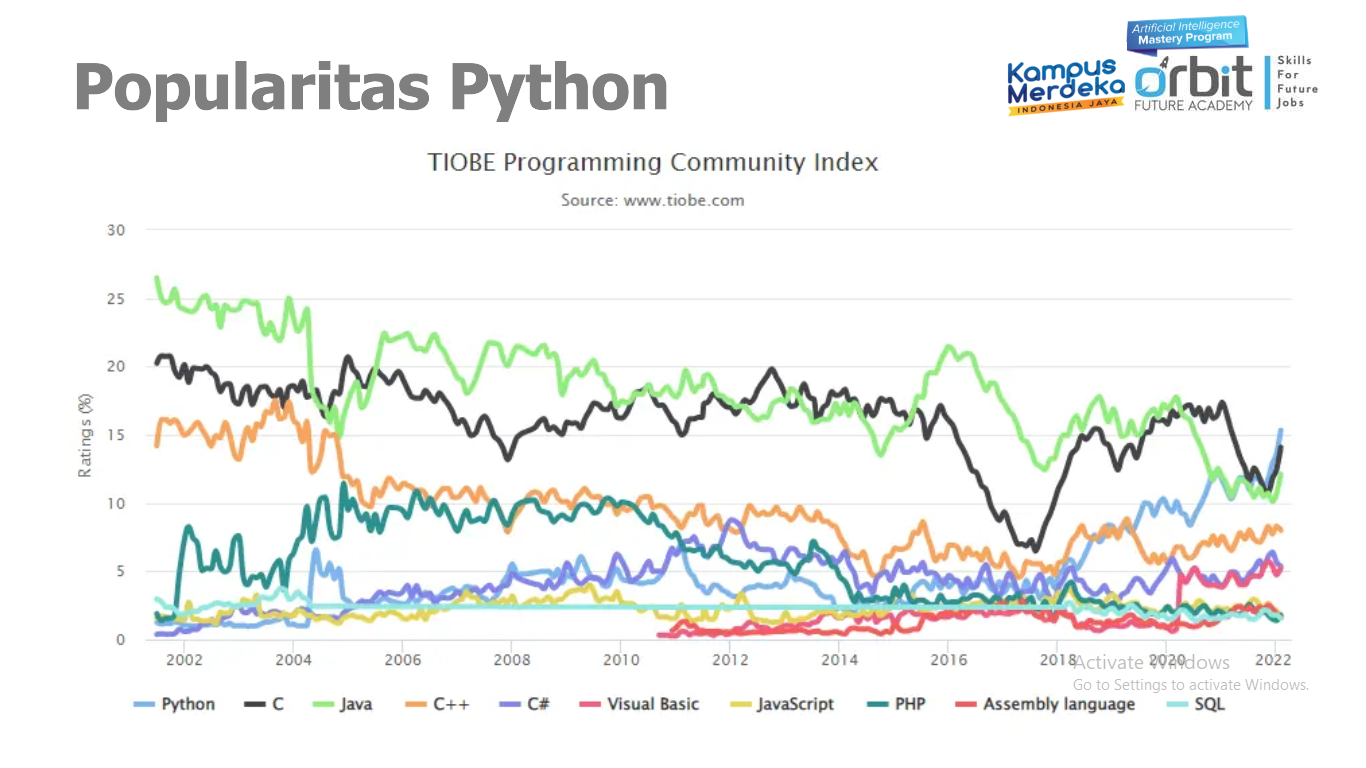 Popularitas Python
Artificial Intelligence
Mastery Program
Kampus
Merdeka
INDONESIA JAYA
orbit
FUTURE ACADEMY
Skills
For
Future
Jobs
TIOBE Programming Community Index
Source: www.tiobe.com
Ratings (%)
30
25
20
15
10
5
0
2002 2004 2006 2008 2010 2012 2014 2016 2018 2020 2022
Activate Windows
Go to Settings to activate Windows.
Python C Java C++ C# Visual Basic JavaScript PHP Assembly language SQL